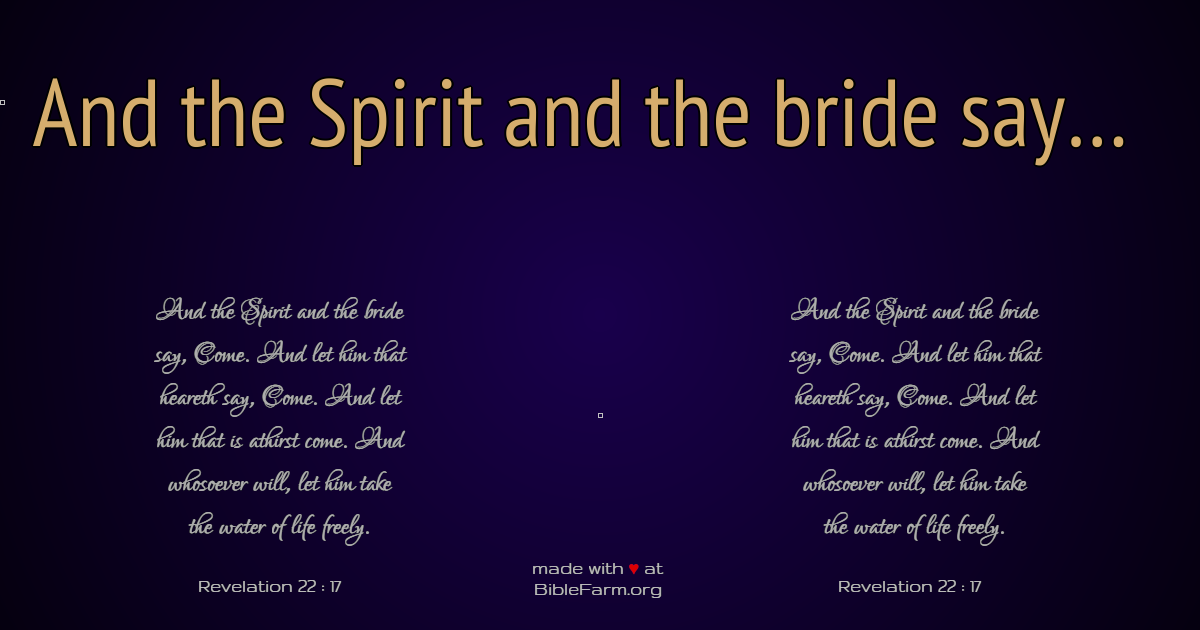 And the Spirit and the bride say...
And the Spirit and the bride
say, Come. And let him that
heareth say, Come. And let
him that is athirst come. And
whosoever will, let him take
the water of life freely.
Revelation 22 : 17
made with ♥ at
BibleFarm.org
And the Spirit and the bride
say, Come. And let him that
heareth say, Come. And let
him that is athirst come. And
whosoever will, let him take
the water of life freely.
Revelation 22 : 17